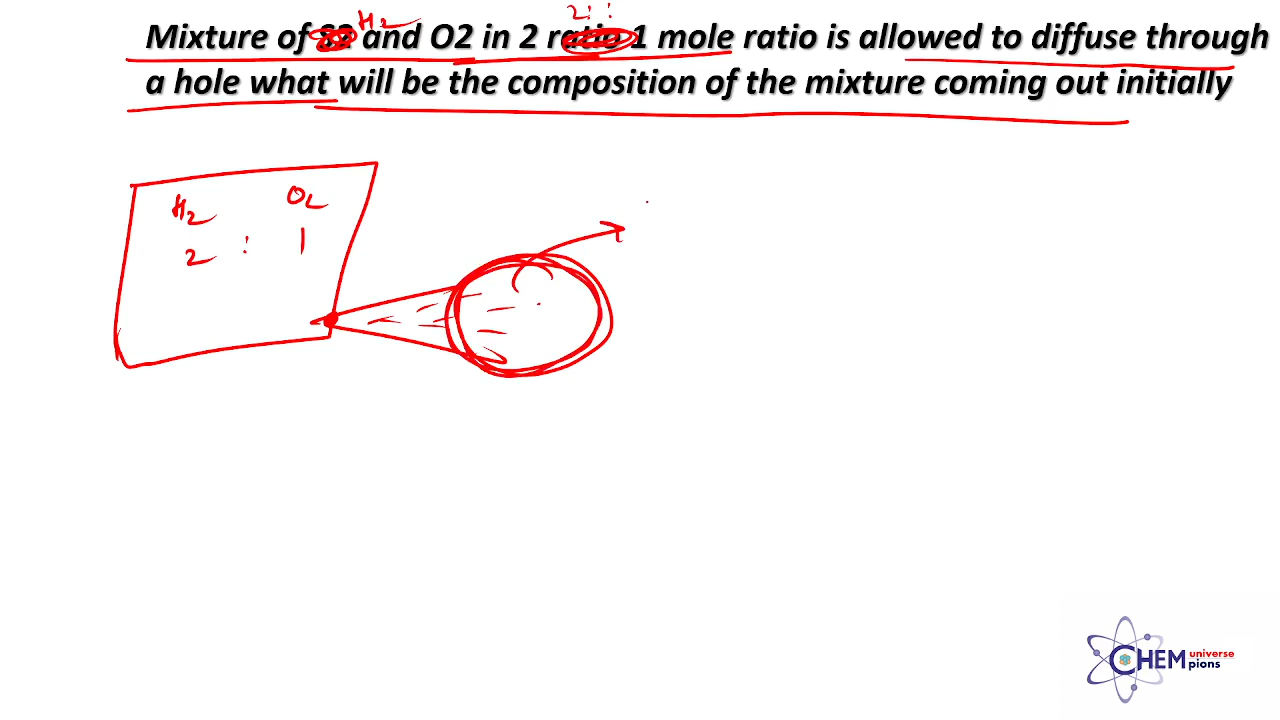 2 : :
H2
Mixture of and O2 in 2 ratio 1 mole ratio is allowed to diffuse through
a hole what will be the composition of the mixture coming out initially
H2 O2
2 : 1
CHEM universe
pions